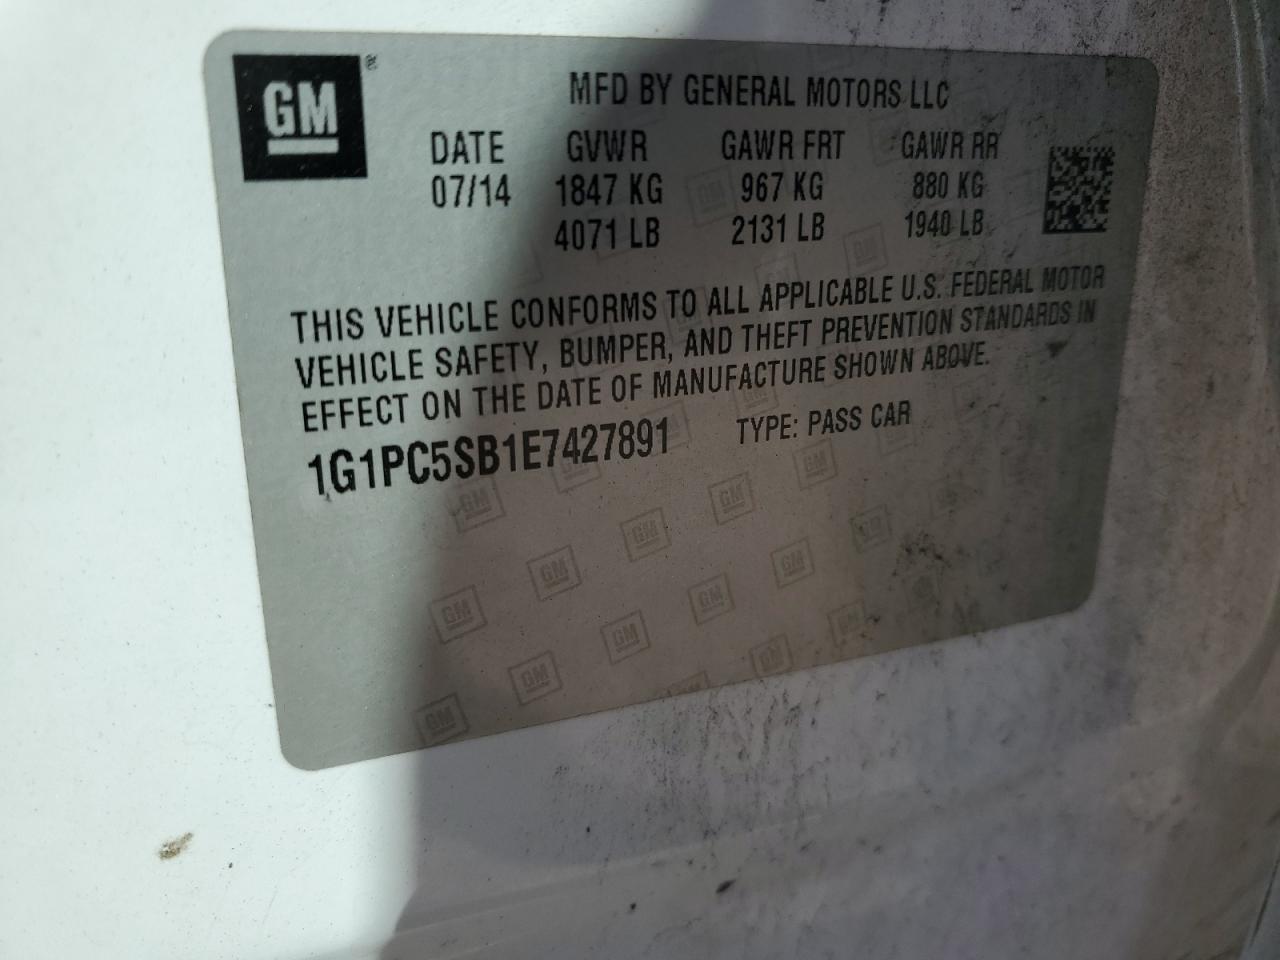 GM®
MFD BY GENERAL MOTORS LLC
DATE GVWR GAWR FRT GAWR RR
07/14 1847 KG 967 KG 880 KG
4071 LB 2131 LB 1940 LB
THIS VEHICLE CONFORMS TO ALL APPLICABLE U.S. FEDERAL MOTOR
VEHICLE SAFETY, BUMPER, AND THEFT PREVENTION STANDARDS IN
EFFECT ON THE DATE OF MANUFACTURE SHOWN ABOVE.
1G1PC5SB1E7427891 TYPE: PASS CAR